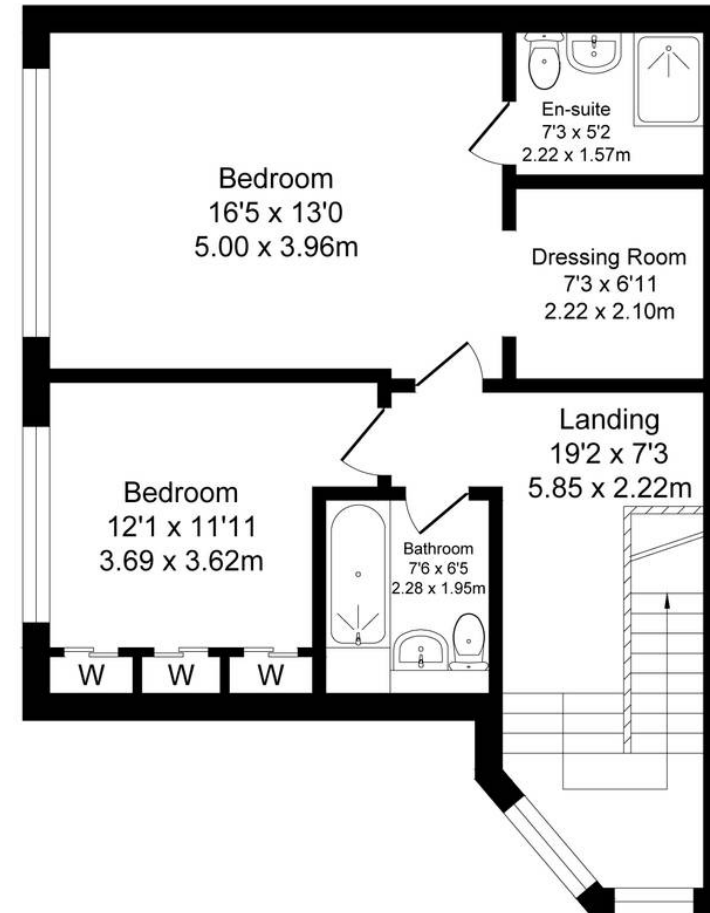 En-suite
7'3 x 5'2
2.22 x 1.57m
Bedroom
16'5 x 13'0
5.00 x 3.96m
Dressing Room
7'3 x 6'11
2.22 x 2.10m
Landing
19'2 x 7'3
5.85 x 2.22m
Bedroom
12'1 x 11'11
3.69 x 3.62m
Bathroom
7'6 x 6'5
2.28 x 1.95m
W W W